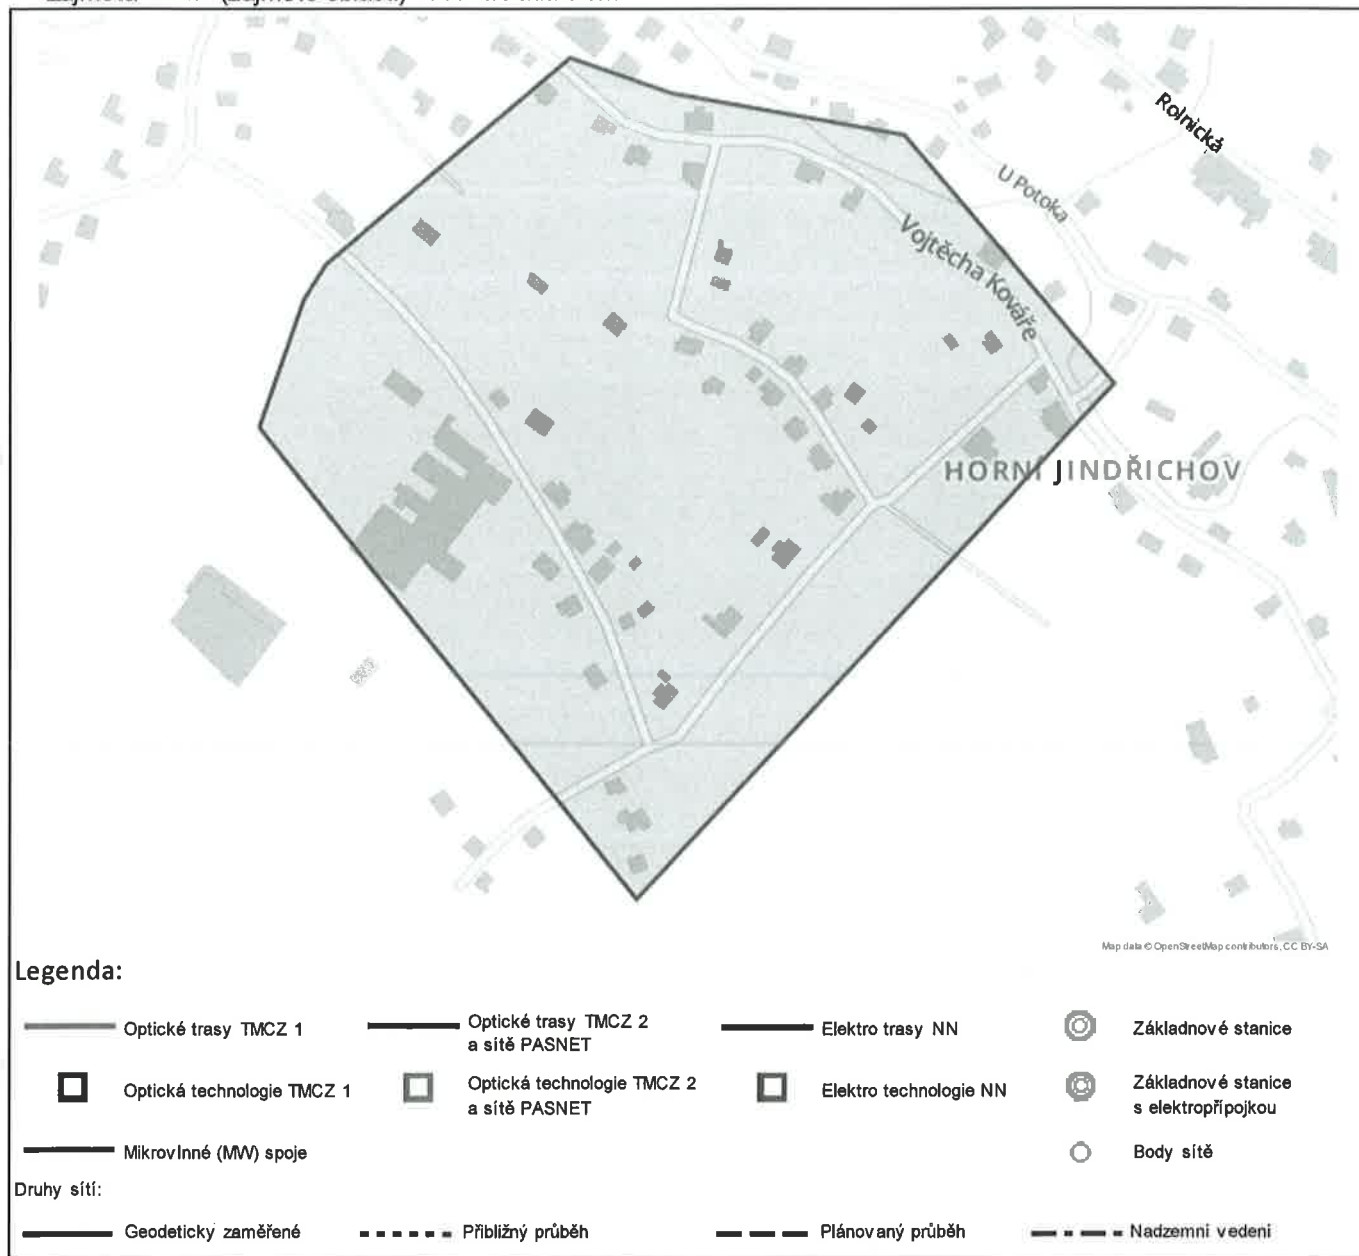 Rolnická
U Potoka
Vojtěcha Kováře
HORNÍ JINDŘICHOV
Map data © OpenStreetMap contributors, CC BY-SA
Legenda:
Optické trasy TMCZ 1
Optické trasy TMCZ 2
a sítě PASNET
Elektro trasy NN
Základnové stanice
Optická technologie TMCZ 1
Optická technologie TMCZ 2
a sítě PASNET
Elektro technologie NN
Základnové stanice
s elektropřípojkou
Mikrovlnné (MW) spoje
Body sítě
Druhy sítí:
Geodeticky zaměřené
Přibližný průběh
Plánovaný průběh
Nadzemní vedení